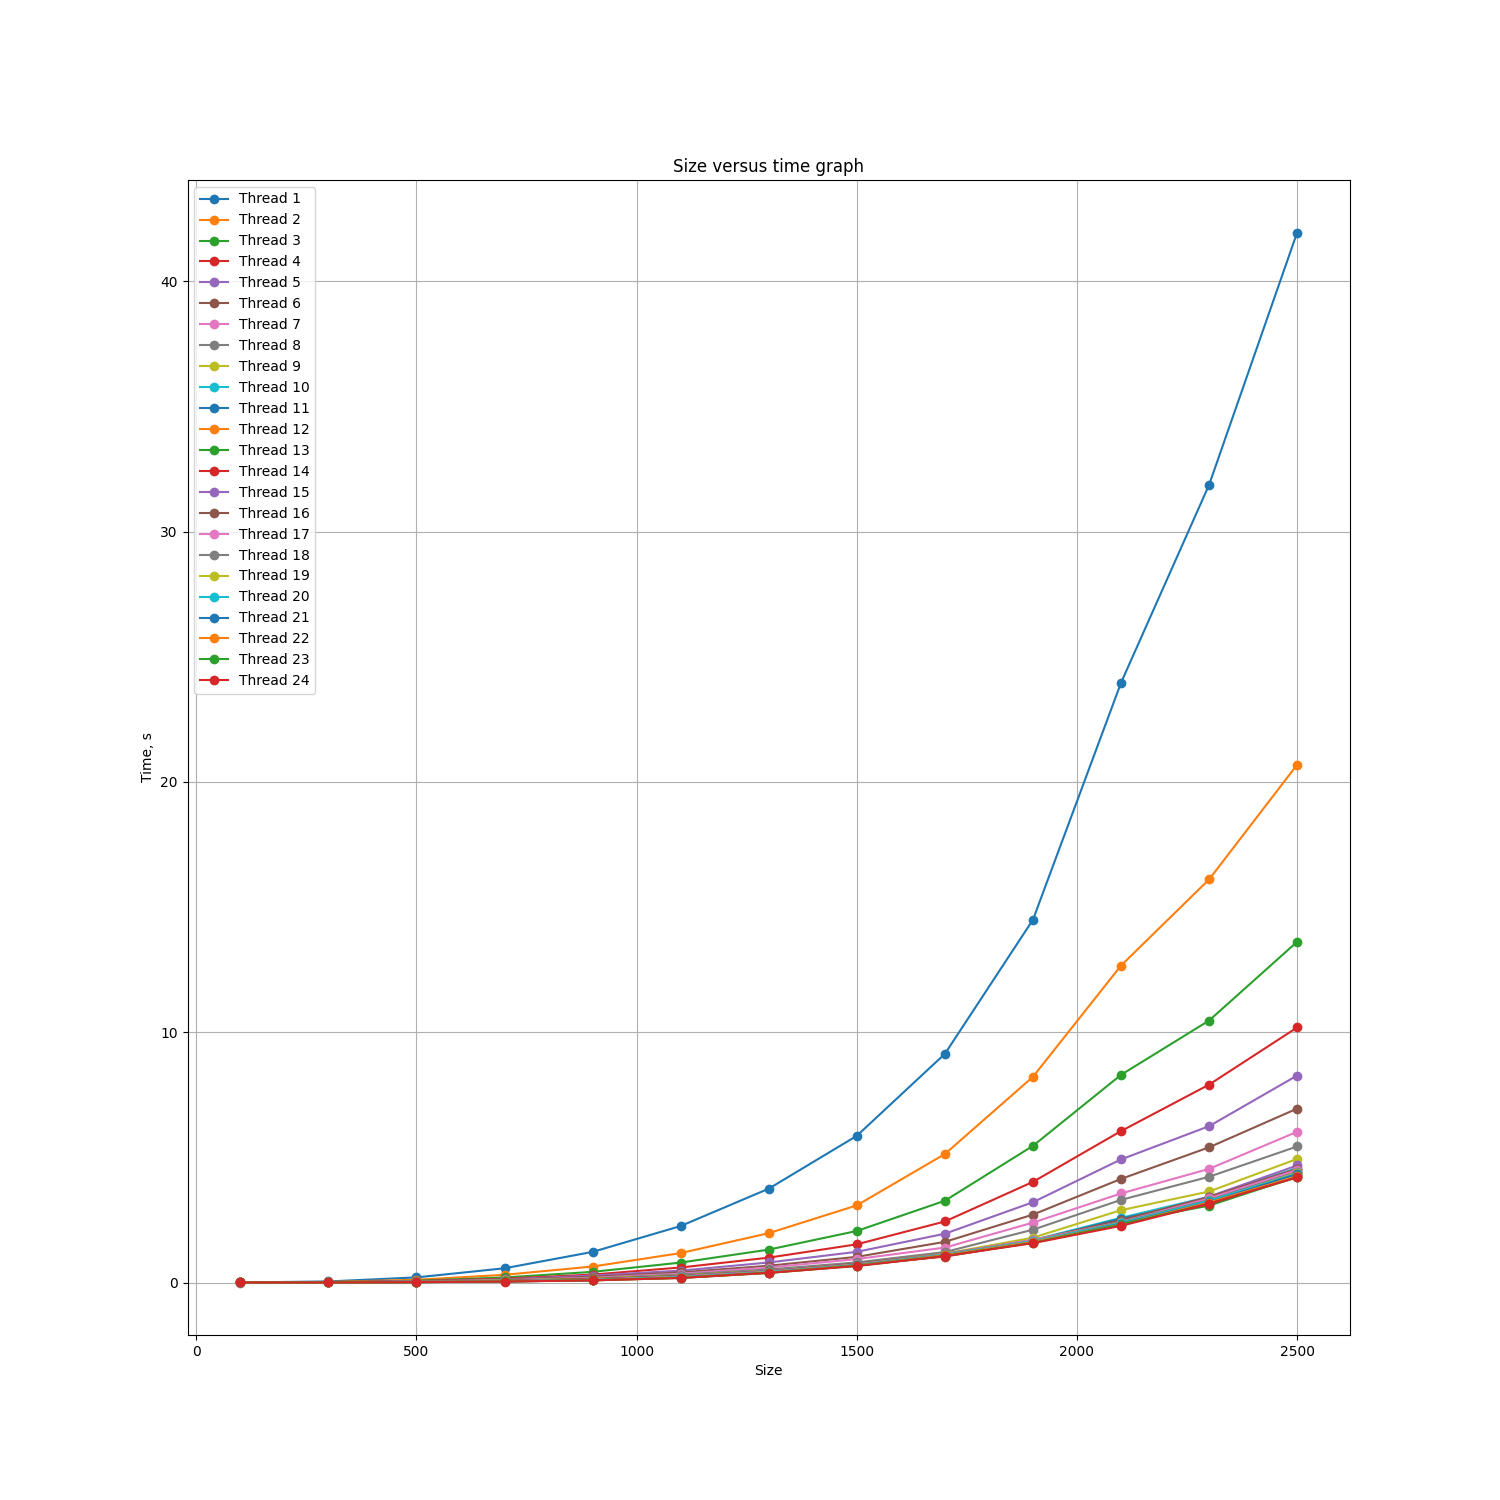 Size versus time graph
Thread 1
Thread 2
Thread 3
Thread 4
Thread 5
Thread 6
Thread 7
Thread 8
Thread 9
Thread 10
Thread 11
Thread 12
Thread 13
Thread 14
Thread 15
Thread 16
Thread 17
Thread 18
Thread 19
Thread 20
Thread 21
Thread 22
Thread 23
Thread 24
40
30
20
10
0
Time, s
0 500 1000 1500 2000 2500
Size